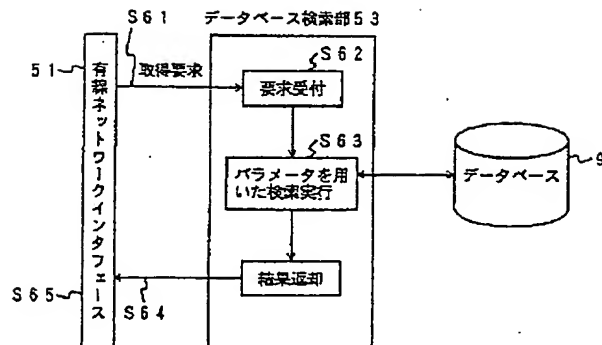 S61
データベース検索部53
51
取得要求
S62
要求受付
有線ネットワークインタフェース
S63
パラメータを用
いた検索実行
データベース
9
結果返却
S65
S64